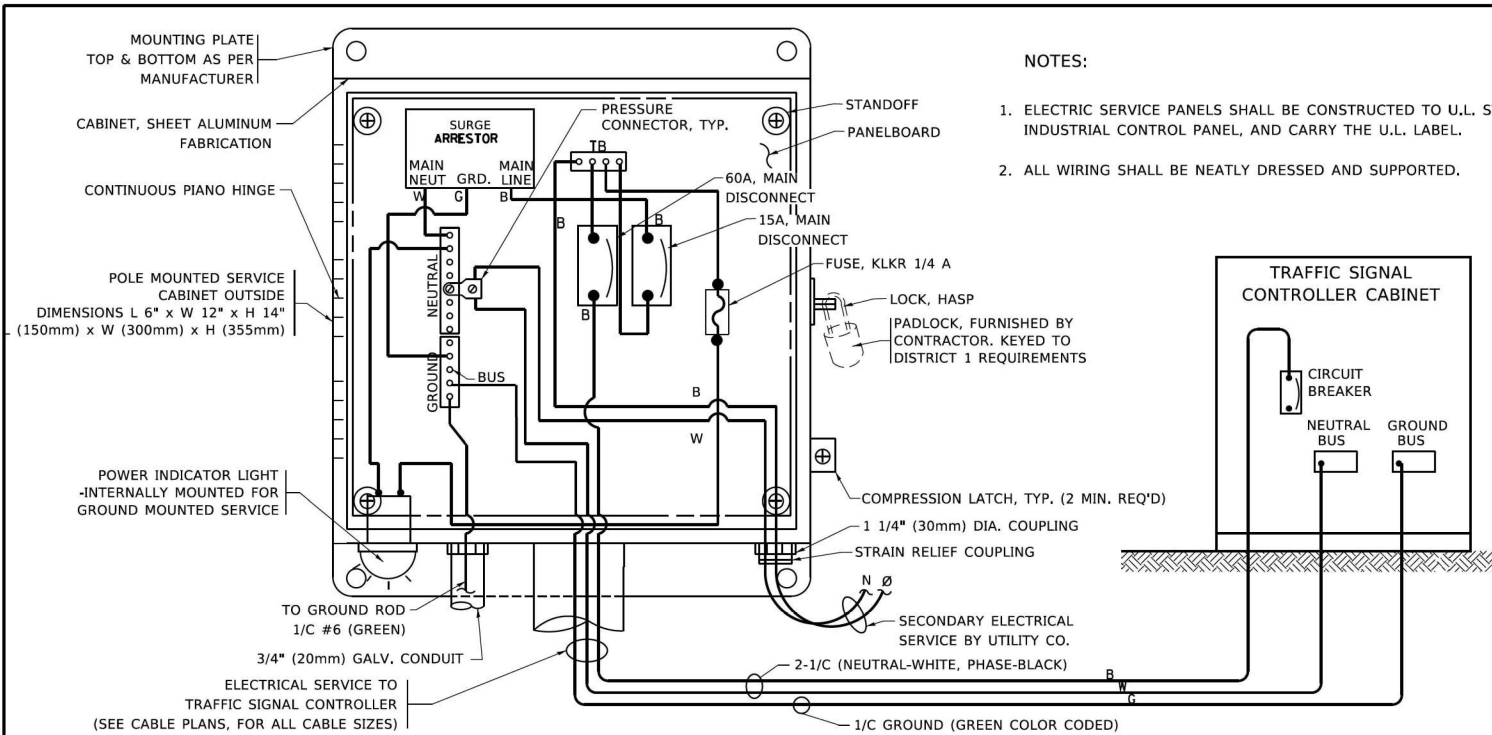 MOUNTING PLATE
TOP & BOTTOM AS PER
MANUFACTURER
CABINET, SHEET ALUMINUM
FABRICATION
CONTINUOUS PIANO HINGE
POLE MOUNTED SERVICE
CABINET OUTSIDE
DIMENSIONS L 6" x W 12" x H 14"
(150mm) x W (300mm) x H (355mm)
POWER INDICATOR LIGHT
-INTERNALLY MOUNTED FOR
GROUND MOUNTED SERVICE
SURGE
ARRESTOR
MAIN
NEUT
GRD.
MAIN
LINE
W
G
B
PRESSURE
CONNECTOR, TYP.
TB
60A, MAIN
DISCONNECT
15A, MAIN
DISCONNECT
B
B
B
NEUTRAL
GROUND
BUS
FUSE, KLKR 1/4 A
B
W
STANDOFF
PANELBOARD
LOCK, HASP
PADLOCK, FURNISHED BY
CONTRACTOR. KEYED TO
DISTRICT 1 REQUIREMENTS
COMPRESSION LATCH, TYP. (2 MIN. REQ'D)
1 1/4" (30mm) DIA. COUPLING
STRAIN RELIEF COUPLING
N Ø
SECONDARY ELECTRICAL
SERVICE BY UTILITY CO.
TO GROUND ROD
1/C #6 (GREEN)
3/4" (20mm) GALV. CONDUIT
ELECTRICAL SERVICE TO
TRAFFIC SIGNAL CONTROLLER
(SEE CABLE PLANS, FOR ALL CABLE SIZES)
2-1/C (NEUTRAL-WHITE, PHASE-BLACK)
1/C GROUND (GREEN COLOR CODED)
B
W
G
NOTES:
1. ELECTRIC SERVICE PANELS SHALL BE CONSTRUCTED TO U.L. S
INDUSTRIAL CONTROL PANEL, AND CARRY THE U.L. LABEL.
2. ALL WIRING SHALL BE NEATLY DRESSED AND SUPPORTED.
TRAFFIC SIGNAL
CONTROLLER CABINET
CIRCUIT
BREAKER
NEUTRAL
BUS
GROUND
BUS